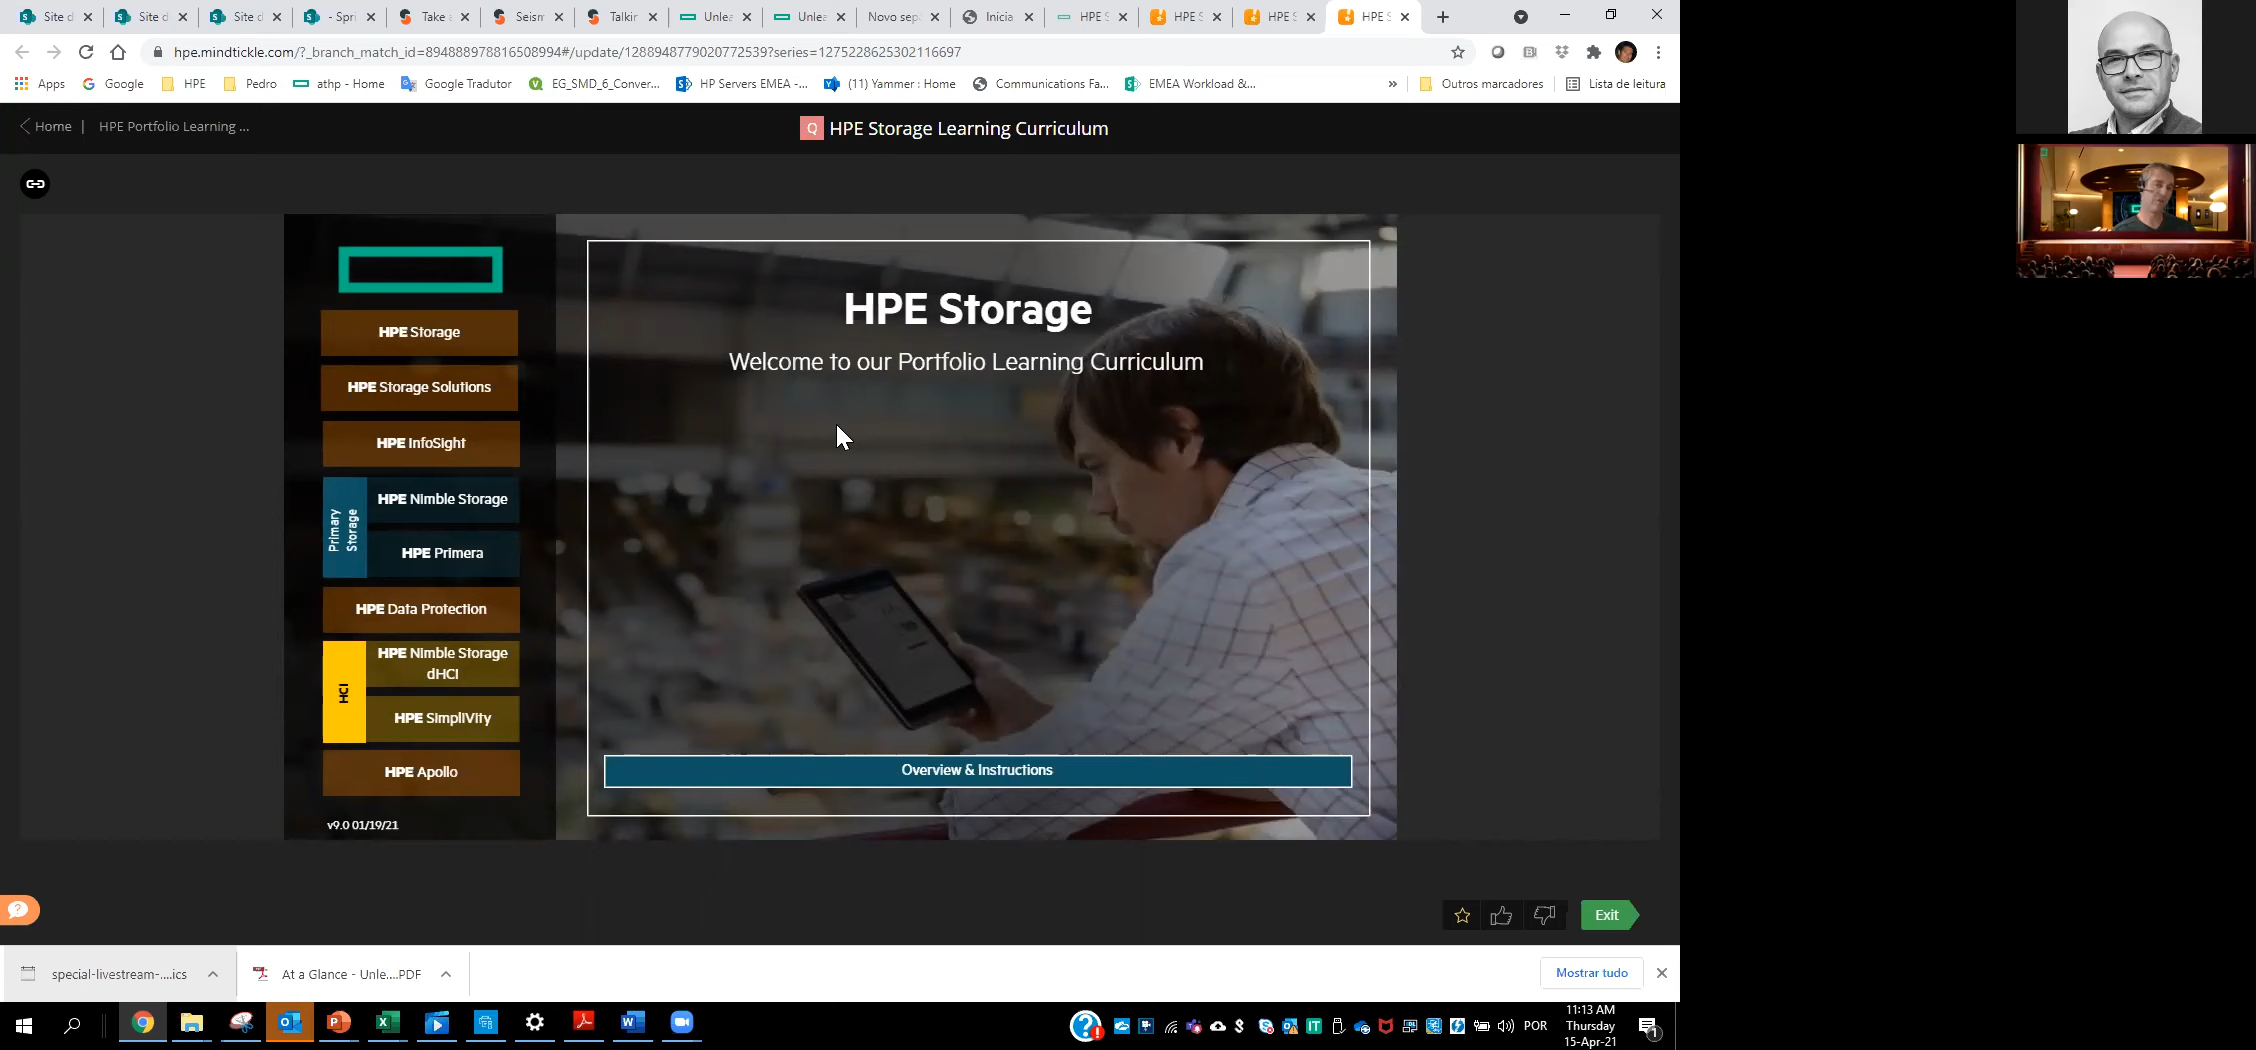 Site d
Site d
Site d
- Spri
Take a
Seism
Talkir
Unlea
Unlea
Novo sep
Inicia
HPE S
HPE S
HPE S
HPE S
hpe.mindtickle.com/?_branch_match_id=894888978816508994#/update/1288948779020772539?series=1275228625302116697
Apps
Google
HPE
Pedro
athp - Home
Google Tradutor
EG_SMD_6_Conver...
HP Servers EMEA -...
(11) Yammer : Home
Communications Fa...
EMEA Workload &...
»
Outros marcadores
Lista de leitura
Home | HPE Portfolio Learning ...
Q HPE Storage Learning Curriculum
HPE Storage
HPE Storage Solutions
HPE InfoSight
Primary
Storage
HPE Nimble Storage
HPE Primera
HPE Data Protection
HCI
HPE Nimble Storage
dHCI
HPE SimpliVity
HPE Apollo
v9.0 01/19/21
HPE Storage
Welcome to our Portfolio Learning Curriculum
Overview & Instructions
Exit
special-livestream-....ics
At a Glance - Unle....PDF
Mostrar tudo
POR
11:13 AM
Thursday
15-Apr-21
1